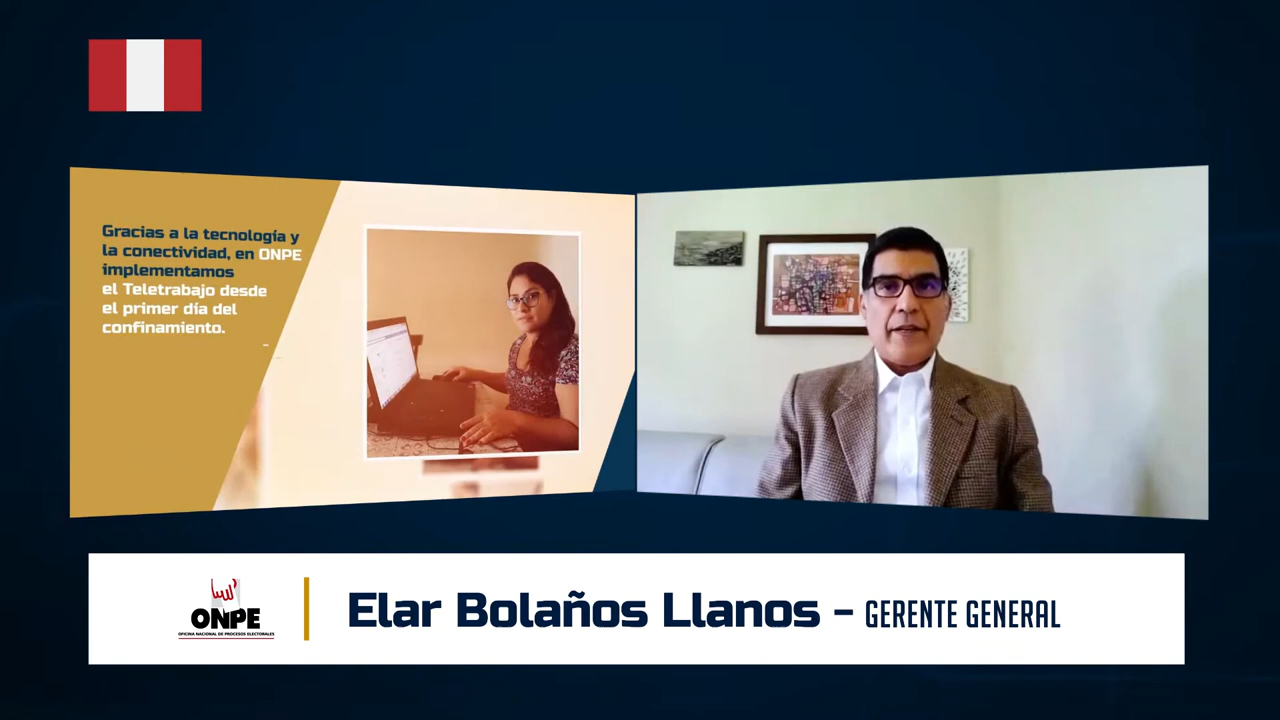 Gracias a la tecnología y
la conectividad, en ONPE
implementamos
el Teletrabajo desde
el primer día del
confinamiento.
ONPE
OFICINA NACIONAL DE PROCESOS ELECTORALES
Elar Bolaños Llanos - GERENTE GENERAL